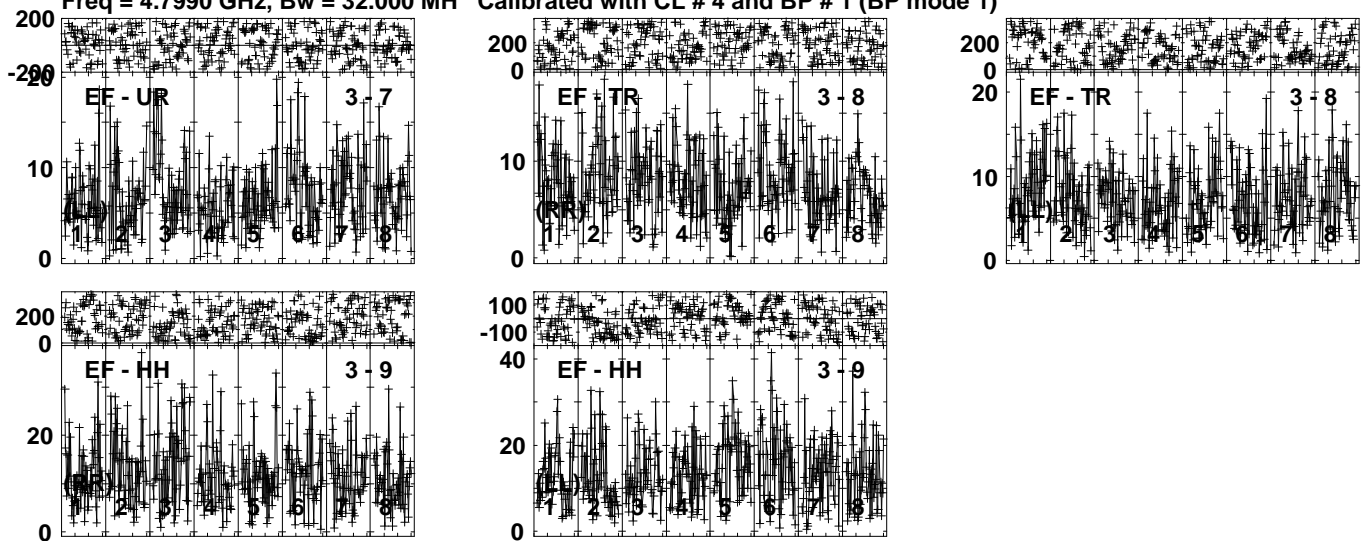 Freq = 4.7990 GHz, Bw = 32.000 MH Calibrated with CL # 4 and BP # 1 (BP mode 1)
200
-200
20
10
0
EF - UR 3 - 7
(LL)
1 2 3 4 5 6 7 8
200
0
10
0
EF - TR 3 - 8
(RR)
1 2 3 4 5 6 7 8
200
0
20
10
0
EF - TR 3 - 8
(LL)
1 2 3 4 5 6 7 8
200
0
20
0
EF - HH 3 - 9
(RR)
1 2 3 4 5 6 7 8
100
-100
40
20
0
EF - HH 3 - 9
(LL)
1 2 3 4 5 6 7 8